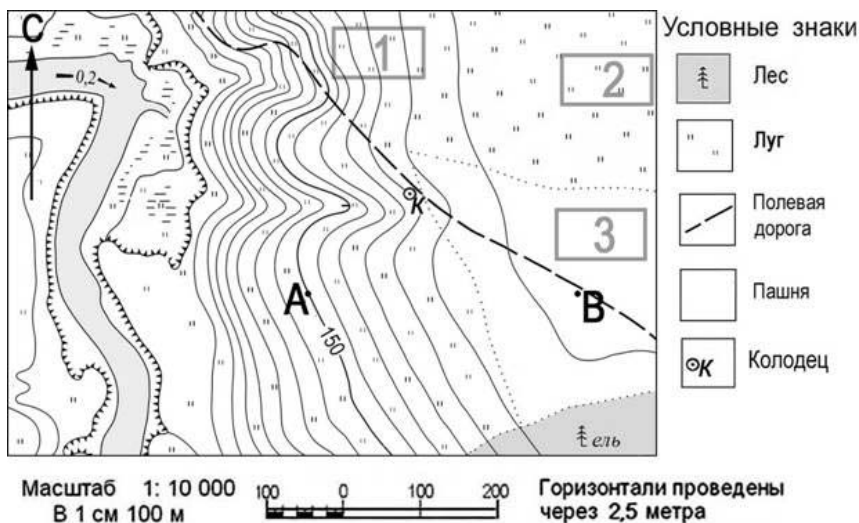 С
0,2
1
2
К
3
А
В
150
ель
Условные знаки
Лес
Луг
Полевая
дорога
Пашня
К
Колодец
Масштаб 1: 10 000
В 1 см 100 м
100 0 100 200
Горизонтали проведены
через 2,5 метра